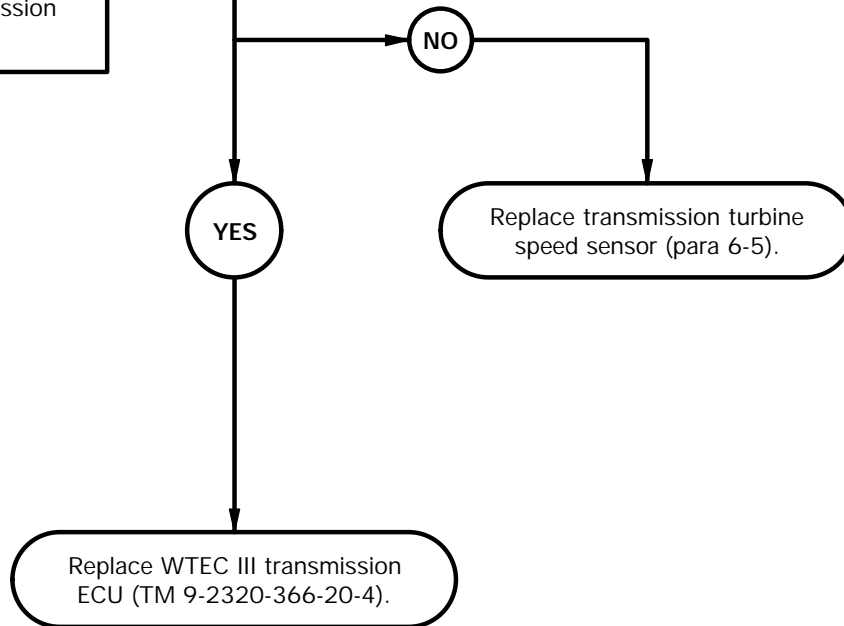 ssion
NO
YES
Replace transmission turbine
speed sensor (para 6-5).
Replace WTEC III transmission
ECU (TM 9-2320-366-20-4).